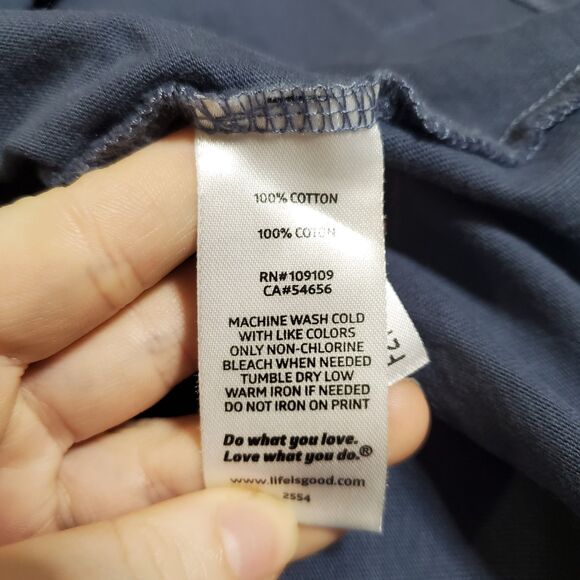 100% COTTON
100% COTON
RN#109109
CA#54656
MACHINE WASH COLD
WITH LIKE COLORS
ONLY NON-CHLORINE
BLEACH WHEN NEEDED
TUMBLE DRY LOW
WARM IRON IF NEEDED
DO NOT IRON ON PRINT
Do what you love.
Love what you do.®
www.lifeisgood.com
2554